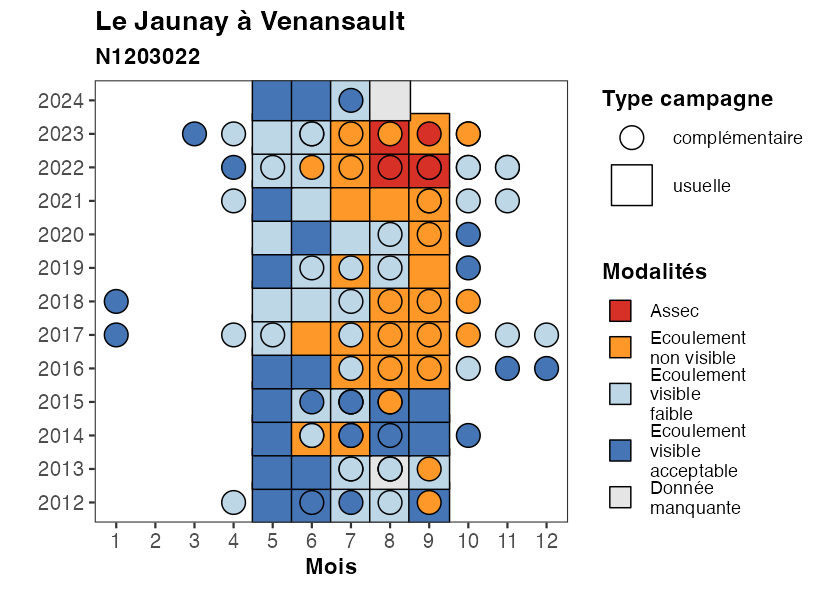 Le Jaunay à Venansault
N1203022
2024
2023
2022
2021
2020
2019
2018
2017
2016
2015
2014
2013
2012
1 2 3 4 5 6 7 8 9 10 11 12
Mois
Type campagne
complémentaire
usuelle
Modalités
Assec
Ecoulement
non visible
Ecoulement
visible
faible
Ecoulement
visible
acceptable
Donnée
manquante